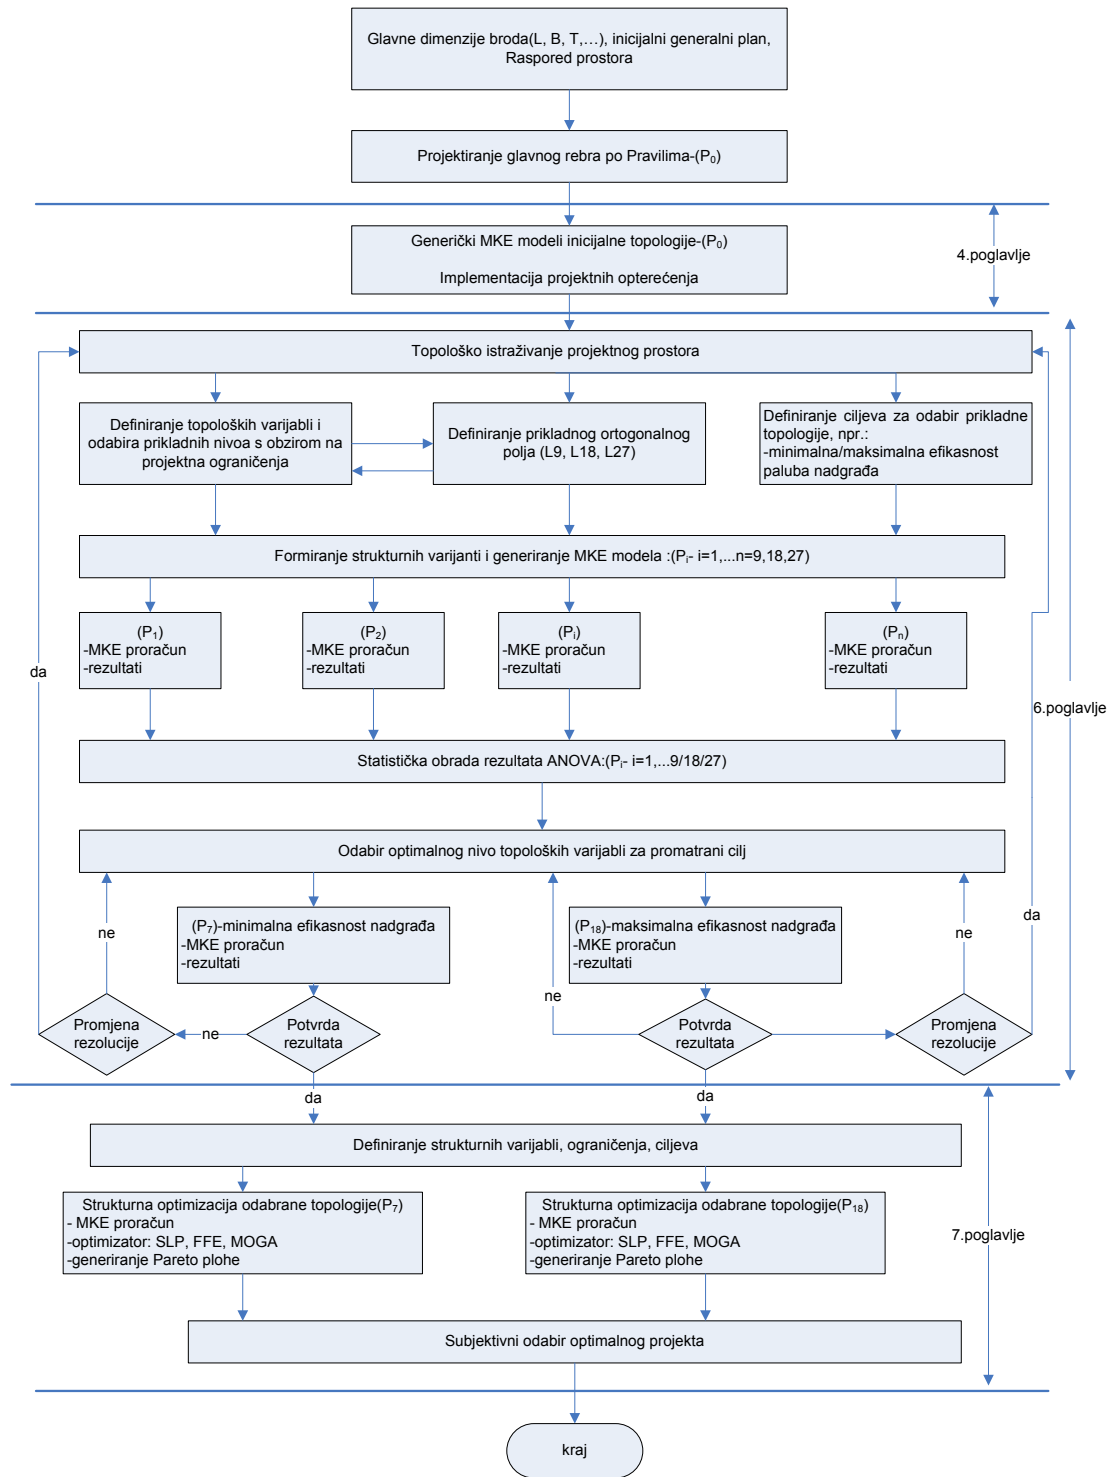 Glavne dimenzije broda(L, B, T,…), inicijalni generalni plan,
Raspored prostora
Projektiranje glavnog rebra po Pravilima-(P₀)
Generički MKE modeli inicijalne topologije-(P₀)
Implementacija projektnih opterećenja
4.poglavlje
Topološko istraživanje projektnog prostora
Definiranje topoloških varijabli i
odabira prikladnih nivoa s obzirom na
projektna ograničenja
Definiranje prikladnog ortogonalnog
polja (L9, L18, L27)
Definiranje ciljeva za odabir prikladne
topologije, npr.:
-minimalna/maksimalna efikasnost
paluba nadgrađa
Formiranje strukturnih varijanti i generiranje MKE modela :(Pᵢ- i=1,...n=9,18,27)
(P₁)
-MKE proračun
-rezultati
(P₂)
-MKE proračun
-rezultati
(Pᵢ)
-MKE proračun
-rezultati
(Pₙ)
-MKE proračun
-rezultati
da
6.poglavlje
Statistička obrada rezultata ANOVA:(Pᵢ- i=1,...9/18/27)
Odabir optimalnog nivo topoloških varijabli za promatrani cilj
(P₇)-minimalna efikasnost nadgrađa
-MKE proračun
-rezultati
(P₁₈)-maksimalna efikasnost nadgrađa
-MKE proračun
-rezultati
ne
ne
ne
da
Promjena
rezolucije
ne
Potvrda
rezultata
Potvrda
rezultata
Promjena
rezolucije
da
da
Definiranje strukturnih varijabli, ograničenja, ciljeva
Strukturna optimizacija odabrane topologije(P₇)
- MKE proračun
-optimizator: SLP, FFE, MOGA
-generiranje Pareto plohe
Strukturna optimizacija odabrane topologije(P₁₈)
- MKE proračun
-optimizator: SLP, FFE, MOGA
-generiranje Pareto plohe
7.poglavlje
Subjektivni odabir optimalnog projekta
kraj